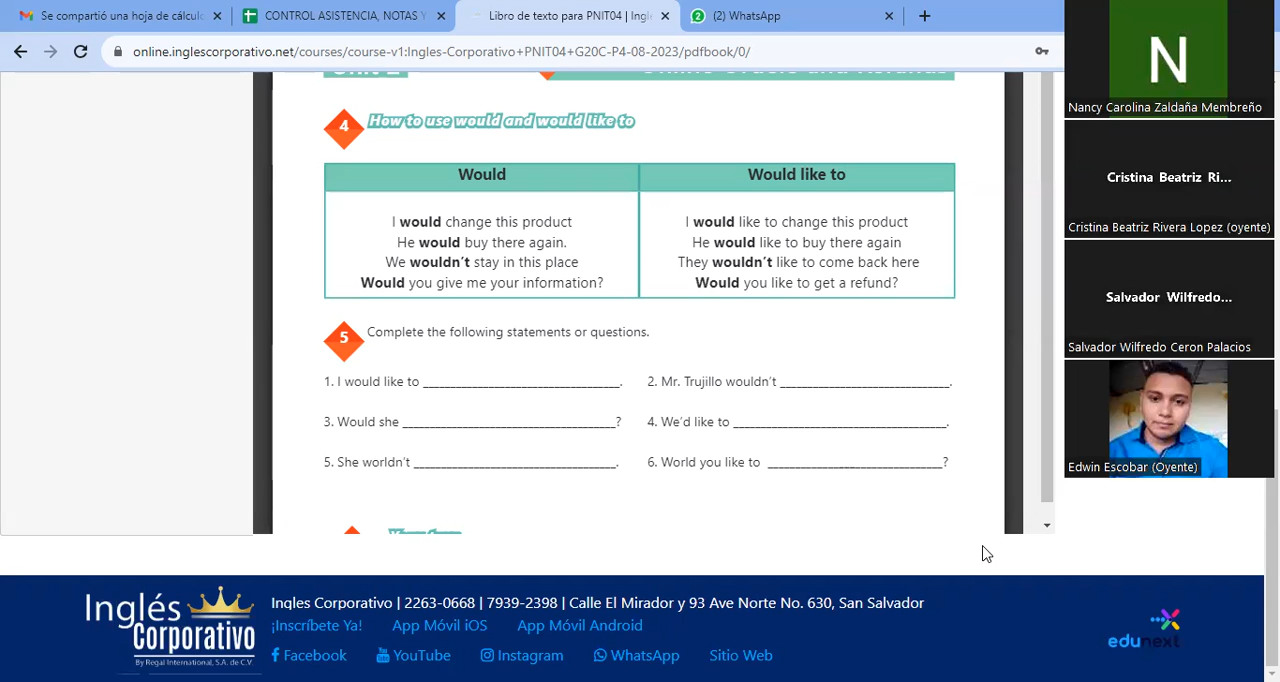 Se compartió una hoja de cálcul
CONTROL ASISTENCIA, NOTAS Y
Libro de texto para PNIT04 | Ingle
2
(2) WhatsApp
online.inglescorporativo.net/courses/course-v1:Ingles-Corporativo+PNIT04+G20C-P4-08-2023/pdfbook/0/
4
How to use would and would like to
Would
Would like to
I would change this product
He would buy there again.
We wouldn't stay in this place
Would you give me your information?
I would like to change this product
He would like to buy there again
They wouldn't like to come back here
Would you like to get a refund?
5
Complete the following statements or questions.
1. I would like to ____________________________.
2. Mr. Trujillo wouldn't ________________________.
3. Would she ______________________________?
4. We'd like to ______________________________.
5. She worldn't _____________________________.
6. World you like to _________________________?
N
Nancy Carolina Zaldaña Membreño
Cristina Beatriz Ri...
Cristina Beatriz Rivera Lopez (oyente)
Salvador Wilfredo...
Salvador Wilfredo Ceron Palacios
Edwin Escobar (Oyente)
Inglés
Corporativo
By Regal International, S.A. de C.V.
Ingles Corporativo | 2263-0668 | 7939-2398 | Calle El Mirador y 93 Ave Norte No. 630, San Salvador
¡Inscríbete Ya!
App Móvil iOS
App Móvil Android
Facebook
YouTube
Instagram
WhatsApp
Sitio Web
edunext